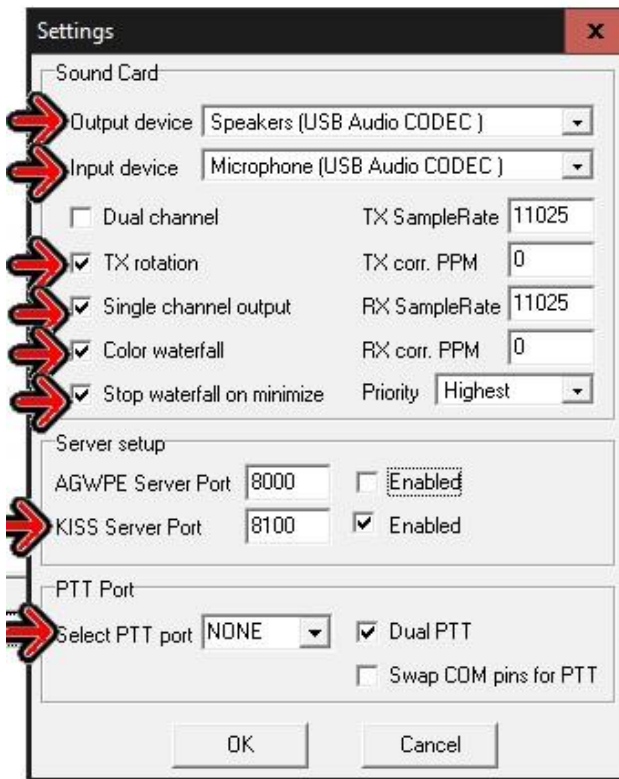 Settings x
Sound Card
Output device Speakers (USB Audio CODEC )
Input device Microphone (USB Audio CODEC )
Dual channel TX SampleRate 11025
TX rotation TX corr. PPM 0
Single channel output RX SampleRate 11025
Color waterfall RX corr. PPM 0
Stop waterfall on minimize Priority Highest
Server setup
AGWPE Server Port 8000 Enabled
KISS Server Port 8100 Enabled
PTT Port
Select PTT port NONE Dual PTT
Swap COM pins for PTT
OK Cancel